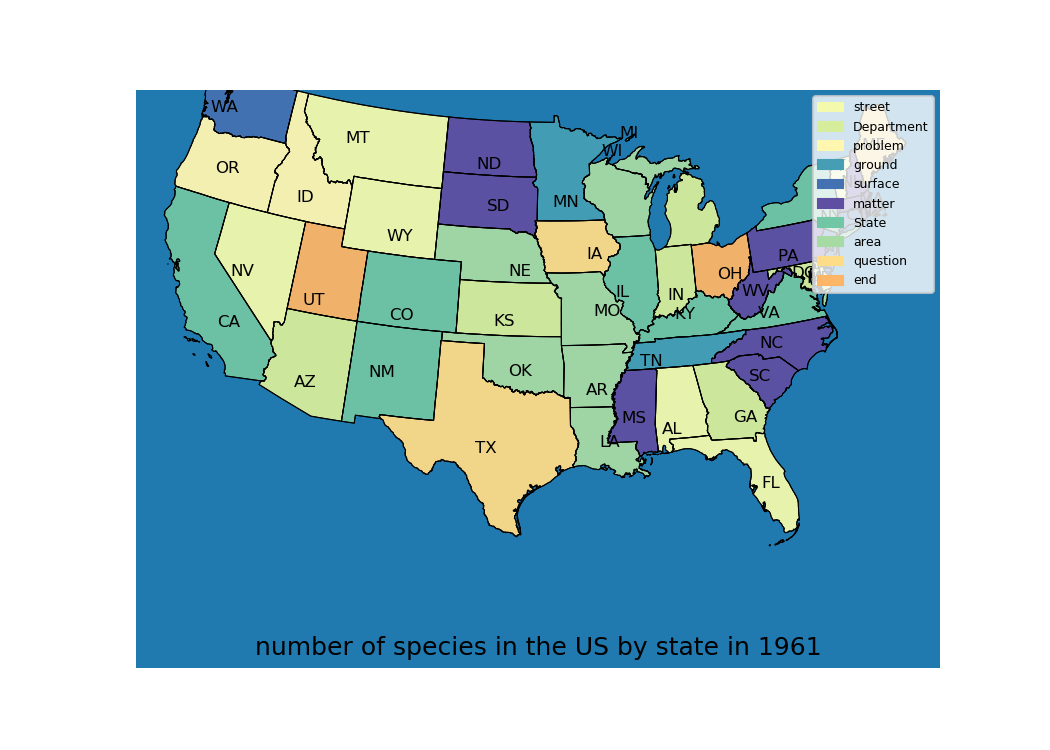 WA
MT
ND
MN
MI
WI
OR
ID
SD
WY
IA
NE
NV
UT
CO
KS
MO
IL
IN
OH
PA
WV
DC
VA
KY
CA
AZ
NM
OK
AR
TN
NC
SC
MS
AL
GA
LA
TX
FL
street
Department
problem
ground
surface
matter
State
area
question
end
number of species in the US by state in 1961